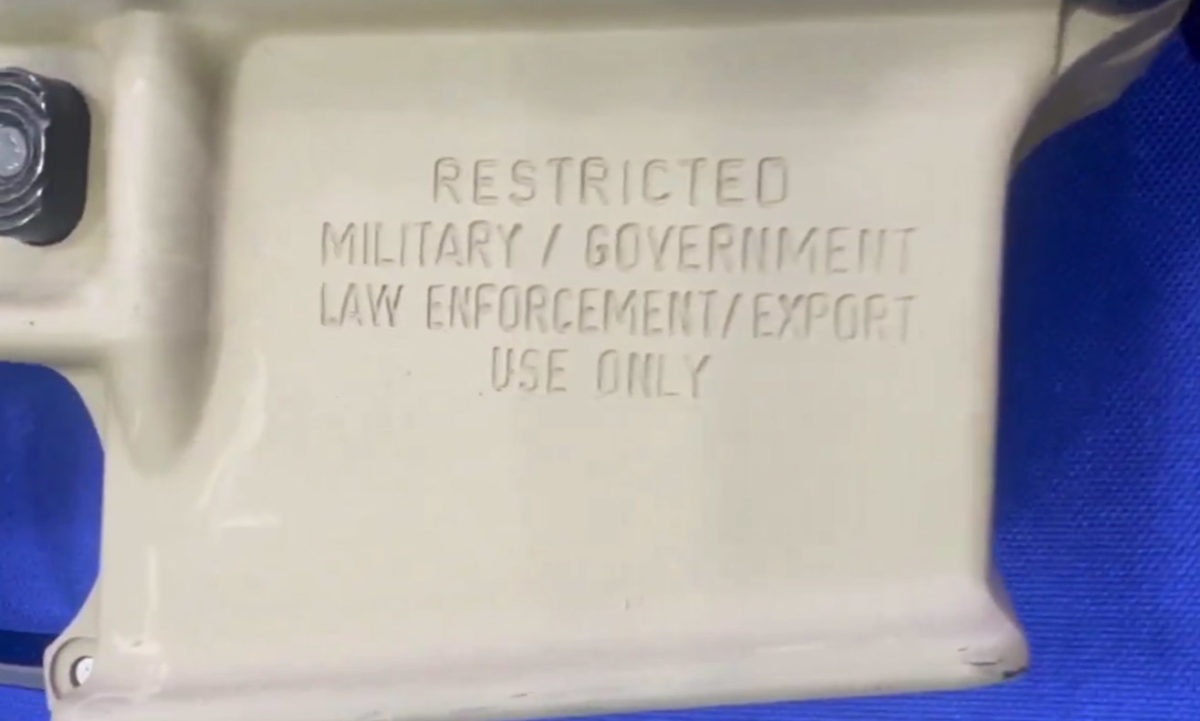 RESTRICTED
MILITARY / GOVERNMENT
LAW ENFORCEMENT/EXPORT
USE ONLY